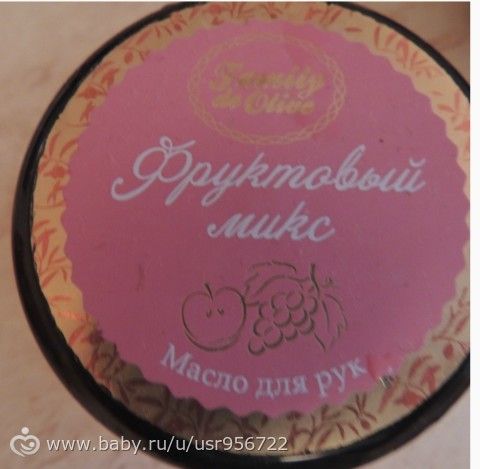 Family
de Olive
Фруктовый
микс
Масло для рук
www.baby.ru/u/usr956722